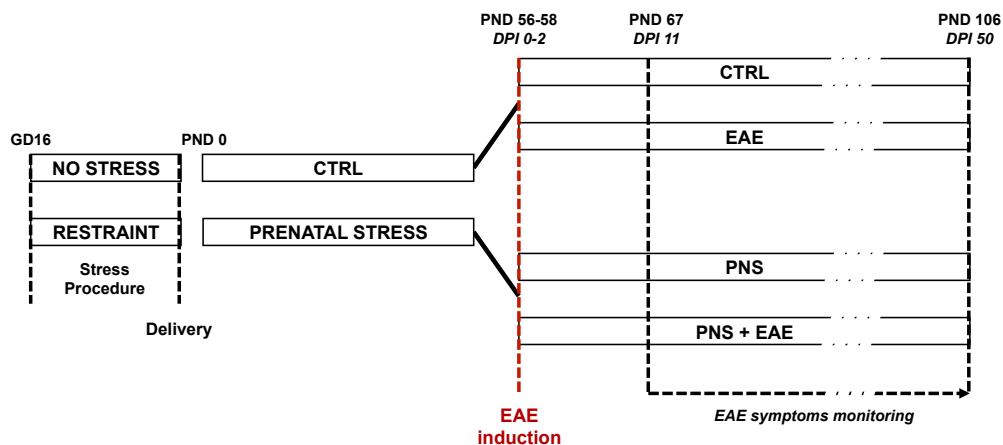 PND 56-58
DPI 0-2
PND 67
DPI 11
PND 106
DPI 50
CTRL
EAE
GD16
PND 0
NO STRESS
CTRL
RESTRAINT
PRENATAL STRESS
Stress
Procedure
PNS
Delivery
PNS + EAE
EAE
induction
EAE symptoms monitoring